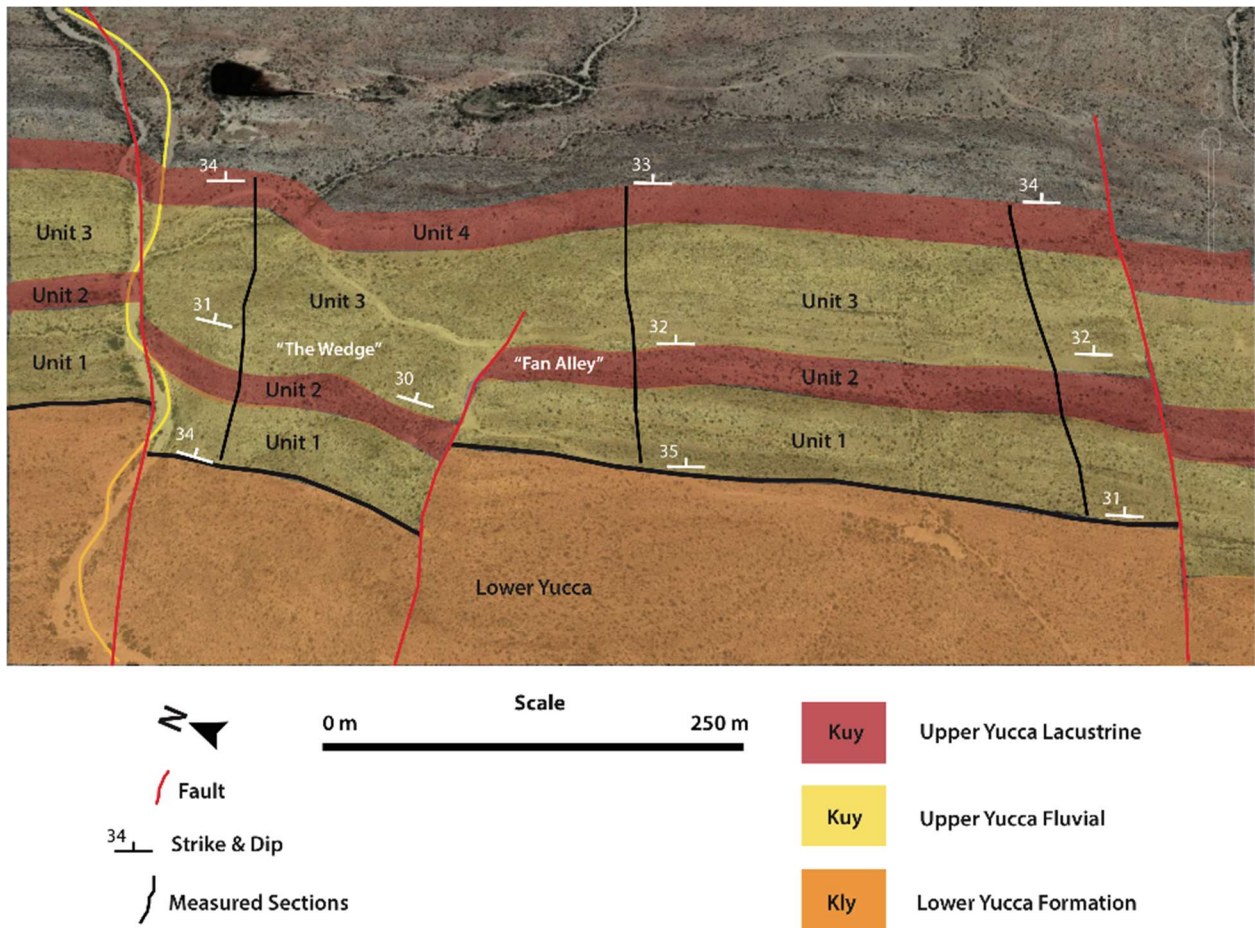 34
33
34
Unit 3
Unit 4
Unit 2
31
Unit 3
Unit 3
"The Wedge"
32
"Fan Alley"
32
Unit 1
Unit 2
30
Unit 2
34
Unit 1
35
Unit 1
31
Lower Yucca
N
Scale
0 m 250 m
Fault
34 Strike & Dip
Measured Sections
Kuy Upper Yucca Lacustrine
Kuy Upper Yucca Fluvial
Kly Lower Yucca Formation